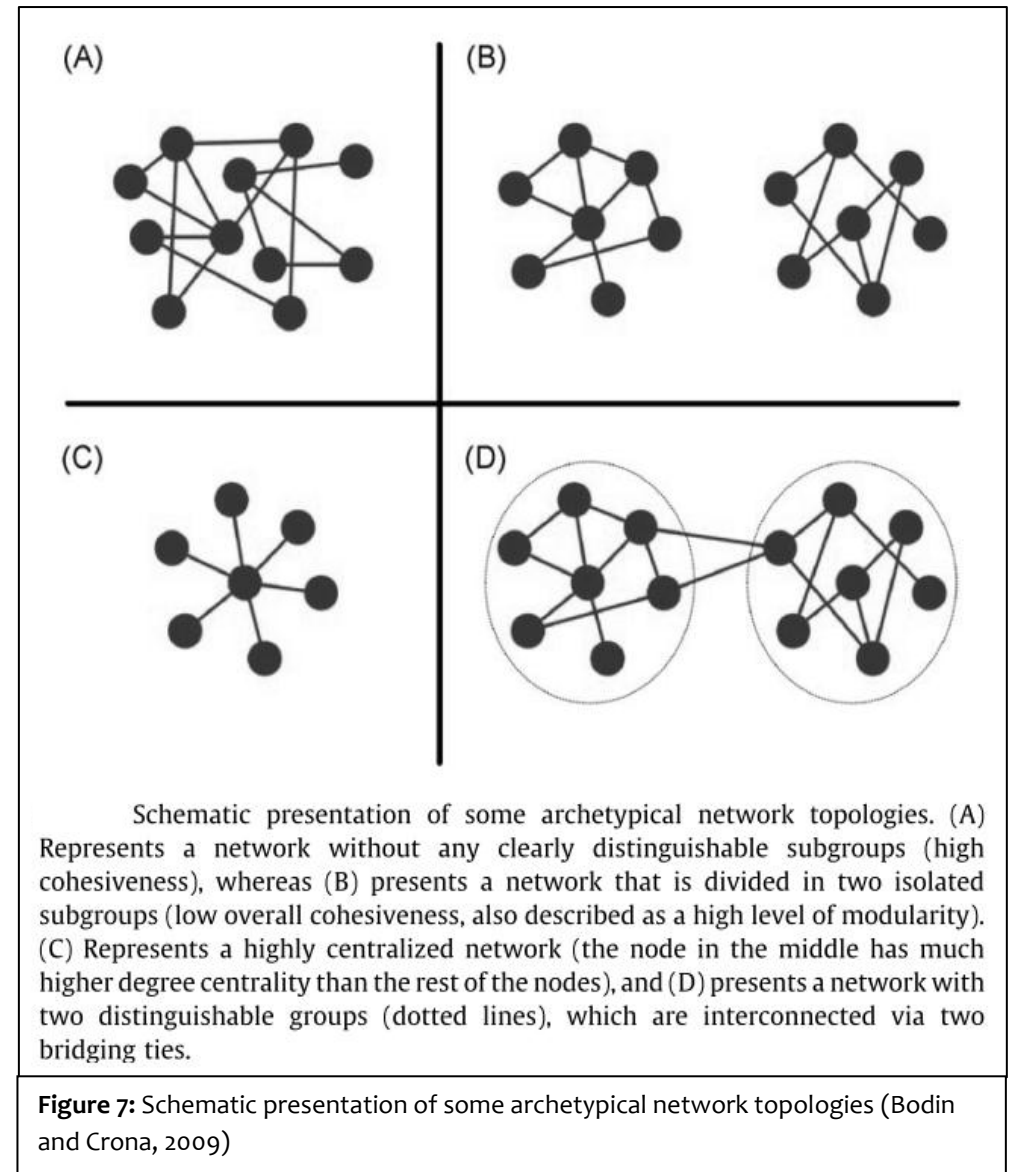 (A)
(B)
(C)
(D)
Schematic presentation of some archetypical network topologies. (A)
Represents a network without any clearly distinguishable subgroups (high
cohesiveness), whereas (B) presents a network that is divided in two isolated
subgroups (low overall cohesiveness, also described as a high level of modularity).
(C) Represents a highly centralized network (the node in the middle has much
higher degree centrality than the rest of the nodes), and (D) presents a network with
two distinguishable groups (dotted lines), which are interconnected via two
bridging ties.
Figure 7: Schematic presentation of some archetypical network topologies (Bodin
and Crona, 2009)